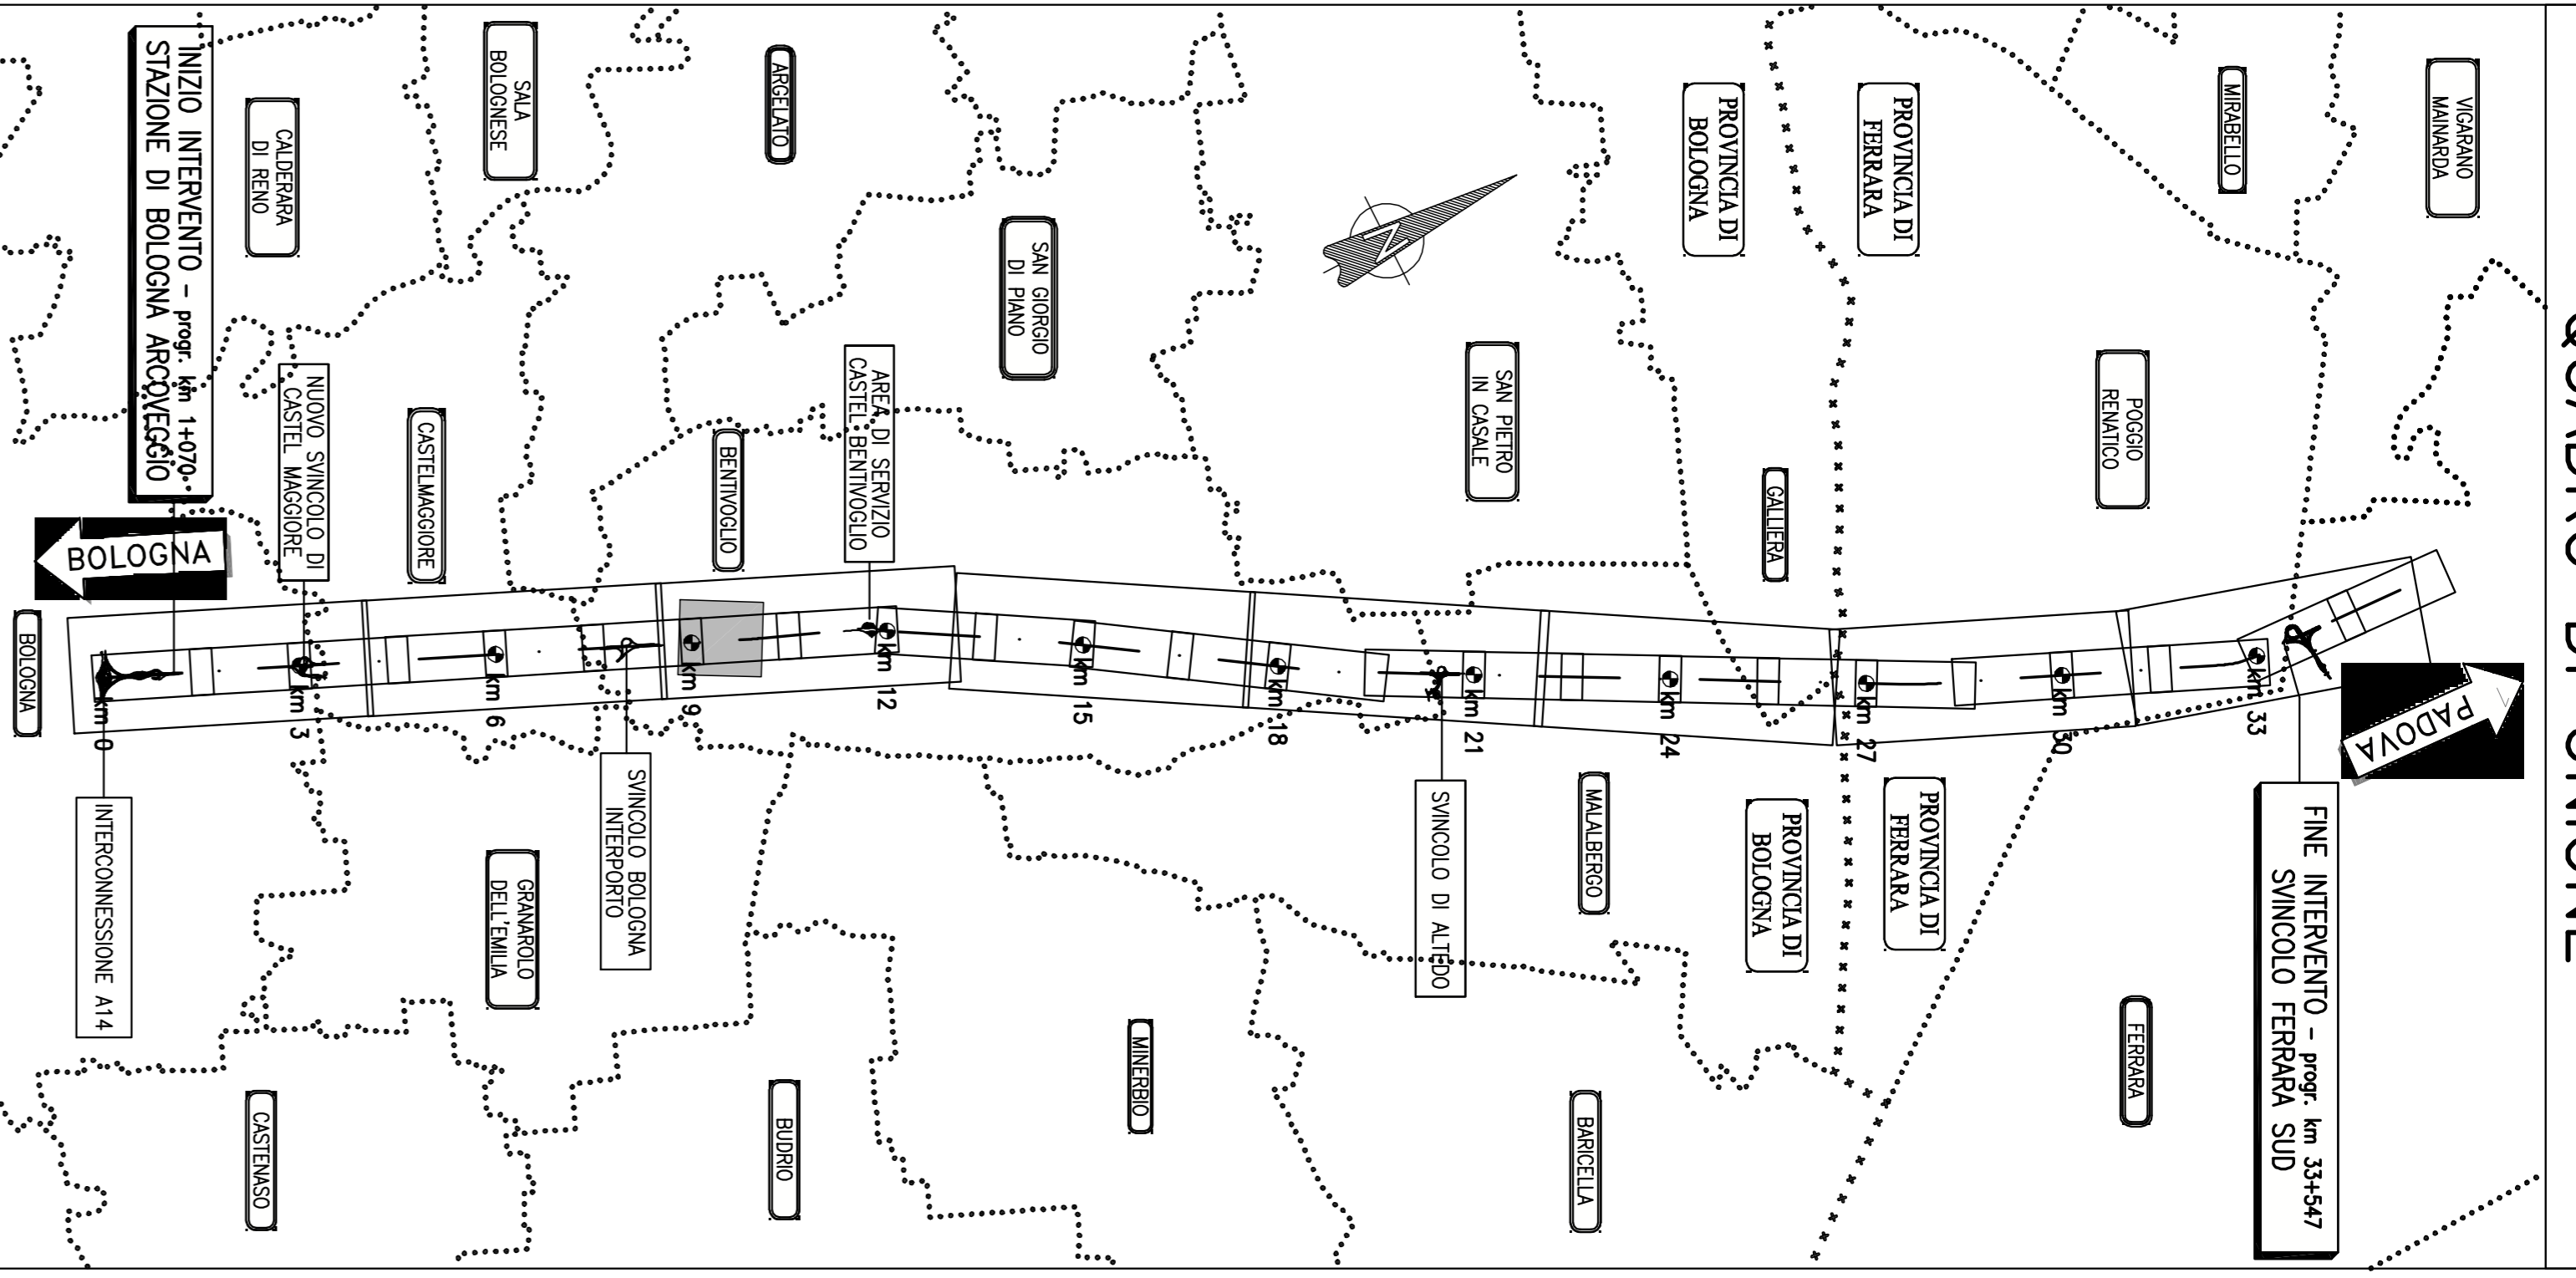 QUADRO DI UNIONE
INIZIO INTERVENTO - progr. km 1+070
STAZIONE DI BOLOGNA ARCOVEGGIO
CALDERARA
DI RENO
SALA
BOLOGNESE
ARGELATO
SAN GIORGIO
DI PIANO
PROVINCIA DI
BOLOGNA
PROVINCIA DI
FERRARA
MIRABELLO
VIGARANO
MAINARDA
NUOVO SVINCOLO DI
CASTEL MAGGIORE
CASTELMAGGIORE
BENTIVOGLIO
AREA DI SERVIZIO
CASTEL BENTIVOGLIO
SAN PIETRO
IN CASALE
GALLIERA
POGGIO
RENATICO
N
BOLOGNA
BOLOGNA
km 0
km 3
km 6
km 9
km 12
km 15
km 18
km 21
km 24
km 27
km 30
km 33
PADOVA
INTERCONNESSIONE A14
GRANAROLO
DELL'EMILIA
SVINCOLO BOLOGNA
INTERPORTO
SVINCOLO DI ALTEDO
MALALBERGO
PROVINCIA DI
BOLOGNA
PROVINCIA DI
FERRARA
FINE INTERVENTO - progr. km 33+547
SVINCOLO FERRARA SUD
CASTENASO
BUDRIO
MINERBIO
BARICELLA
FERRARA